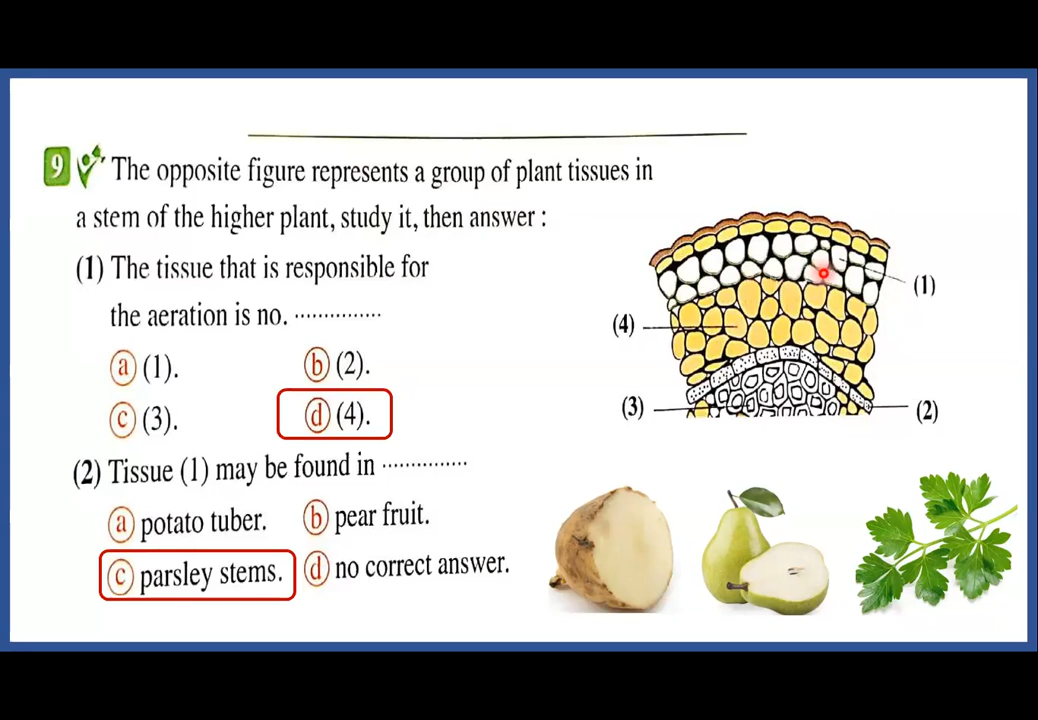 9 The opposite figure represents a group of plant tissues in
a stem of the higher plant, study it, then answer :
(1) The tissue that is responsible for
the aeration is no. ...............
a (1). b (2).
c (3). d (4).
(2) Tissue (1) may be found in ...............
a potato tuber. b pear fruit.
c parsley stems. d no correct answer.
(1)
(4)
(3)
(2)